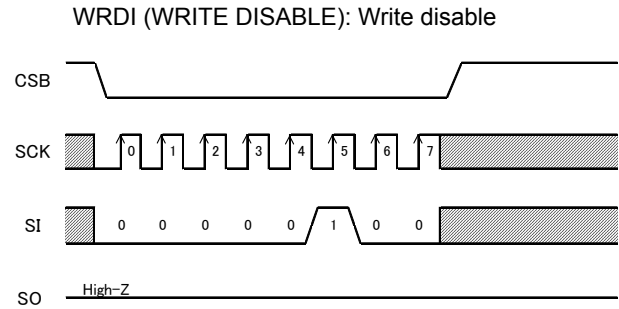 WRDI (WRITE DISABLE): Write disable
CSB
SCK 0 1 2 3 4 5 6 7
SI 0 0 0 0 0 1 0 0
High-Z
SO